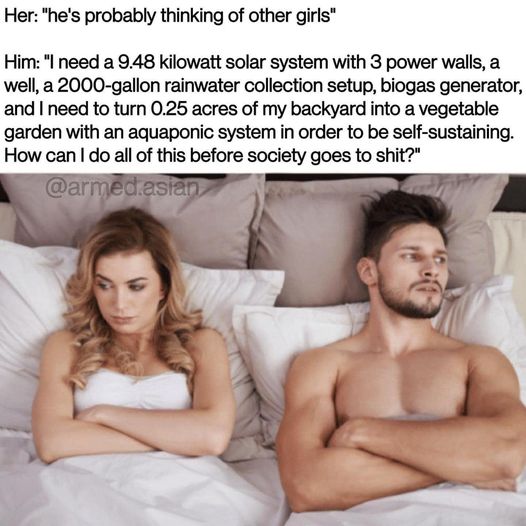 Her: "he's probably thinking of other girls"
Him: "I need a 9.48 kilowatt solar system with 3 power walls, a
well, a 2000-gallon rainwater collection setup, biogas generator,
and I need to turn 0.25 acres of my backyard into a vegetable
garden with an aquaponic system in order to be self-sustaining.
How can I do all of this before society goes to shit?"
@armed.asian